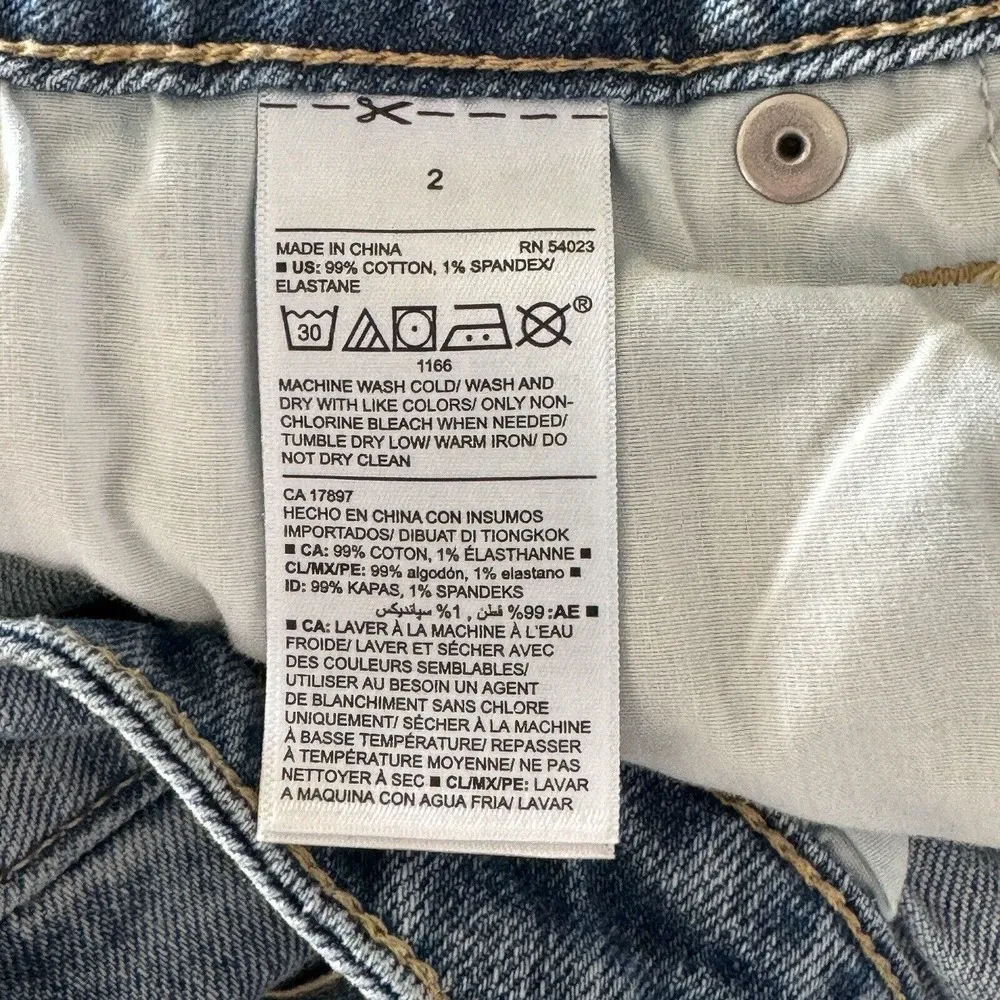 2
MADE IN CHINA RN 54023
■ US: 99% COTTON, 1% SPANDEX/
ELASTANE
30 ®
1166
MACHINE WASH COLD/ WASH AND
DRY WITH LIKE COLORS/ ONLY NON-
CHLORINE BLEACH WHEN NEEDED/
TUMBLE DRY LOW/ WARM IRON/ DO
NOT DRY CLEAN
CA 17897
HECHO EN CHINA CON INSUMOS
IMPORTADOS/ DIBUAT DI TIONGKOK
■ CA: 99% COTON, 1% ÉLASTHANNE ■
CL/MX/PE: 99% algodón, 1% elastano ■
ID: 99% KAPAS, 1% SPANDEKS
■ AE: 99% قطن , 1% سپاندیکس
■ CA: LAVER À LA MACHINE À L'EAU
FROIDE/ LAVER ET SÉCHER AVEC
DES COULEURS SEMBLABLES/
UTILISER AU BESOIN UN AGENT
DE BLANCHIMENT SANS CHLORE
UNIQUEMENT/ SÉCHER À LA MACHINE
À BASSE TEMPÉRATURE/ REPASSER
À TEMPÉRATURE MOYENNE/ NE PAS
NETTOYER À SEC ■ CL/MX/PE: LAVAR
A MAQUINA CON AGUA FRIA/ LAVAR